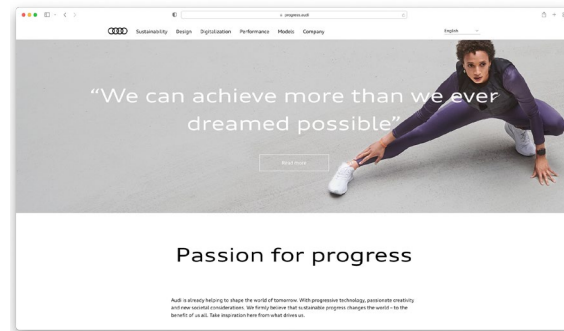 progress.audi
Sustainability Design Digitalization Performance Models Company
English
“We can achieve more than we ever
dreamed possible”
Read more
Passion for progress
Audi is already helping to shape the world of tomorrow. With progressive technology, passionate creativity
and new societal considerations. We firmly believe that sustainable progress changes the world – to the
benefit of us all. Take inspiration here from what drives us.